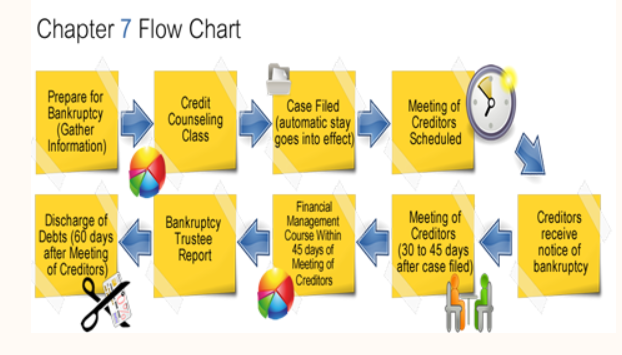 Chapter 7 Flow Chart
Prepare for
Bankruptcy
(Gather
Information)
Credit
Counseling
Class
Case Filed
(automatic stay
goes into effect)
Meeting of
Creditors
Scheduled
Creditors
receive
notice of
bankruptcy
Meeting of
Creditors
(30 to 45 days
after case filed)
Financial
Management
Course Within
45 days of
Meeting of
Creditors
Bankruptcy
Trustee
Report
Discharge of
Debts (60 days
after Meeting
of Creditors)